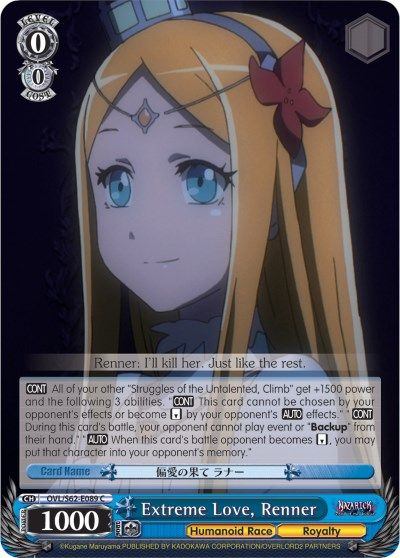 LEVEL
0
0
COST
Renner: I'll kill her. Just like the rest.
CONT All of your other "Struggles of the Untalented, Climb" get +1500 power
and the following 3 abilities. "CONT This card cannot be chosen by your
opponent's effects or become by your opponent's AUTO effects." "CONT
During this card's battle, your opponent cannot play event or "Backup" from
their hand." "AUTO When this card's battle opponent becomes , you may
put that character into your opponent's memory."
Card Name 偏愛の果て ラナー
CH OVL/S62-E089 C
POWER 1000 Extreme Love, Renner NAZARICK
Humanoid Race Royalty
©Kugane Maruyama,PUBLISHED BY KADOKAWA CORPORATION/OVERLORD2 PARTNERS